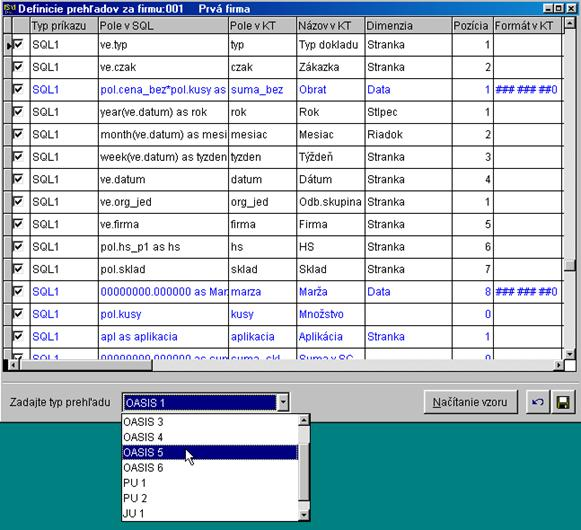 Definície prehľadov za firmu:001 Prvá firma
Typ príkazu Pole v SQL Pole v KT Názov v KT Dimenzia Pozícia Formát v KT
SQL1 ve.typ typ Typ dokladu Stranka 1
SQL1 ve.czak czak Zákazka Stranka 2
SQL1 pol.cena_bez*pol.kusy as suma_bez Obrat Data 1 ### ### ##0
SQL1 year(ve.datum) as rok rok Rok Stlpec 1
SQL1 month(ve.datum) as mesi mesiac Mesiac Riadok 2
SQL1 week(ve.datum) as tyzden tyzden Týždeň Stranka 3
SQL1 ve.datum datum Dátum Stranka 4
SQL1 ve.org_jed org_jed Odb.skupina Stranka 1
SQL1 ve.firma firma Firma Stranka 5
SQL1 pol.hs_p1 as hs hs HS Stranka 6
SQL1 pol.sklad sklad Sklad Stranka 7
SQL1 00000000.000000 as Mar marza Marža Data 8 ### ### ##0
SQL1 pol.kusy kusy Množstvo 0
SQL1 apl as aplikacia aplikacia Aplikácia Stranka 1
SQL1 00000000.000000 as sum suma_skl Suma v SC 0
Zadajte typ prehľadu OASIS 1 Načítanie vzoru
OASIS 3
OASIS 4
OASIS 5
OASIS 6
PU 1
PU 2
JU 1